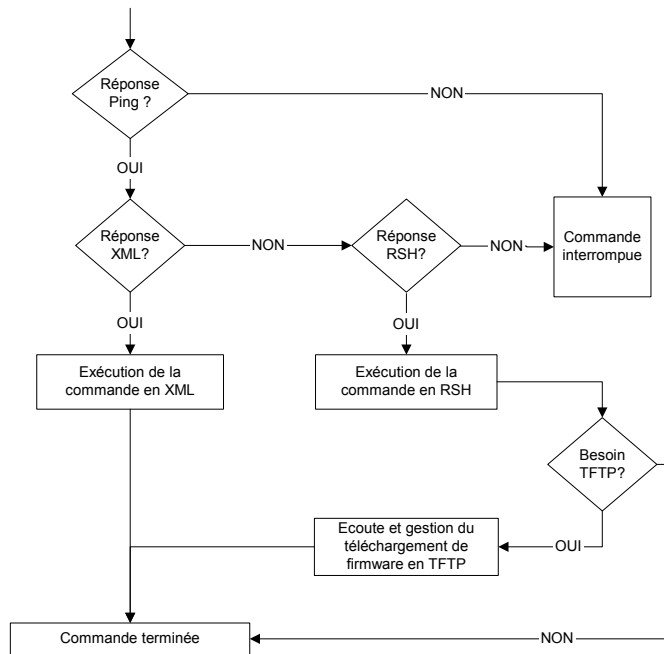 Réponse
Ping ?
NON
OUI
Réponse
XML?
NON
Réponse
RSH?
NON
Commande
interrompue
OUI
OUI
Exécution de la
commande en XML
Exécution de la
commande en RSH
Besoin
TFTP?
Ecoute et gestion du
téléchargement de
firmware en TFTP
OUI
Commande terminée
NON